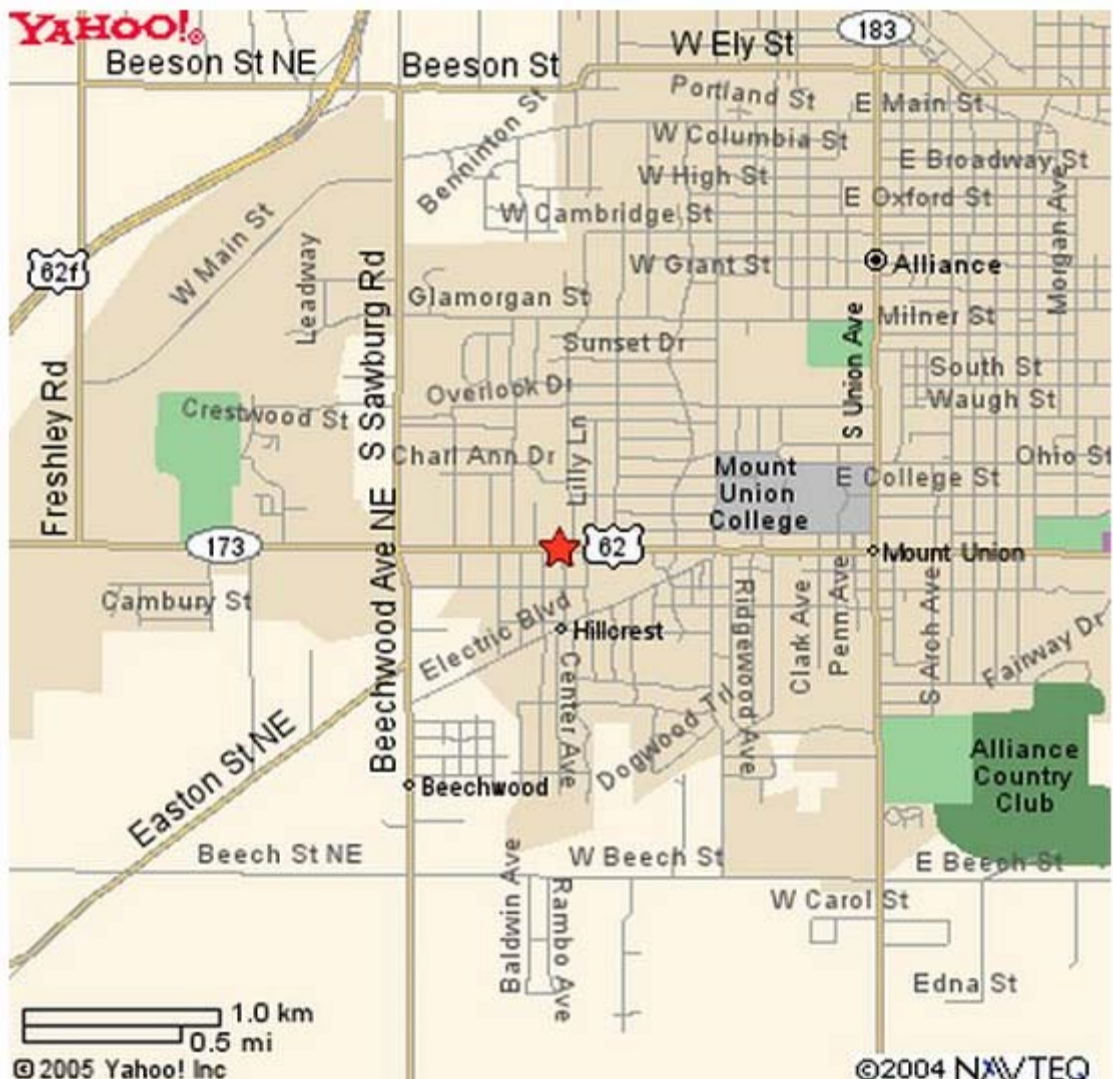 YAHOO!®
Beeson St NE
Beeson St
W Ely St
183
Portland St
E Main St
Benninton St
W Columbia St
E Broadway St
W High St
E Oxford St
W Cambridge St
Morgan Ave
W Main St
62f
Leadway
W Grant St
Alliance
Glamorgan St
S Sawburg Rd
Milner St
S Union Ave
Sunset Dr
South St
Overlook Dr
Waugh St
Freshley Rd
Crestwood St
Charl Ann Dr
Lilly Ln
Mount
Union
College
E College St
Ohio St
173
62
Mount Union
Beechwood Ave NE
Cambury St
Electric Blvd
Hillcrest
Ridgewood Ave
Clark Ave
Penn Ave
S Arch Ave
Fairway Dr
Center Ave
Dogwood Trl
Easton St NE
Beechwood
Alliance
Country
Club
Beech St NE
W Beech St
E Beech St
Baldwin Ave
Rambo Ave
W Carol St
Edna St
1.0 km
0.5 mi
©2005 Yahoo! Inc
©2004 NAVTEQ